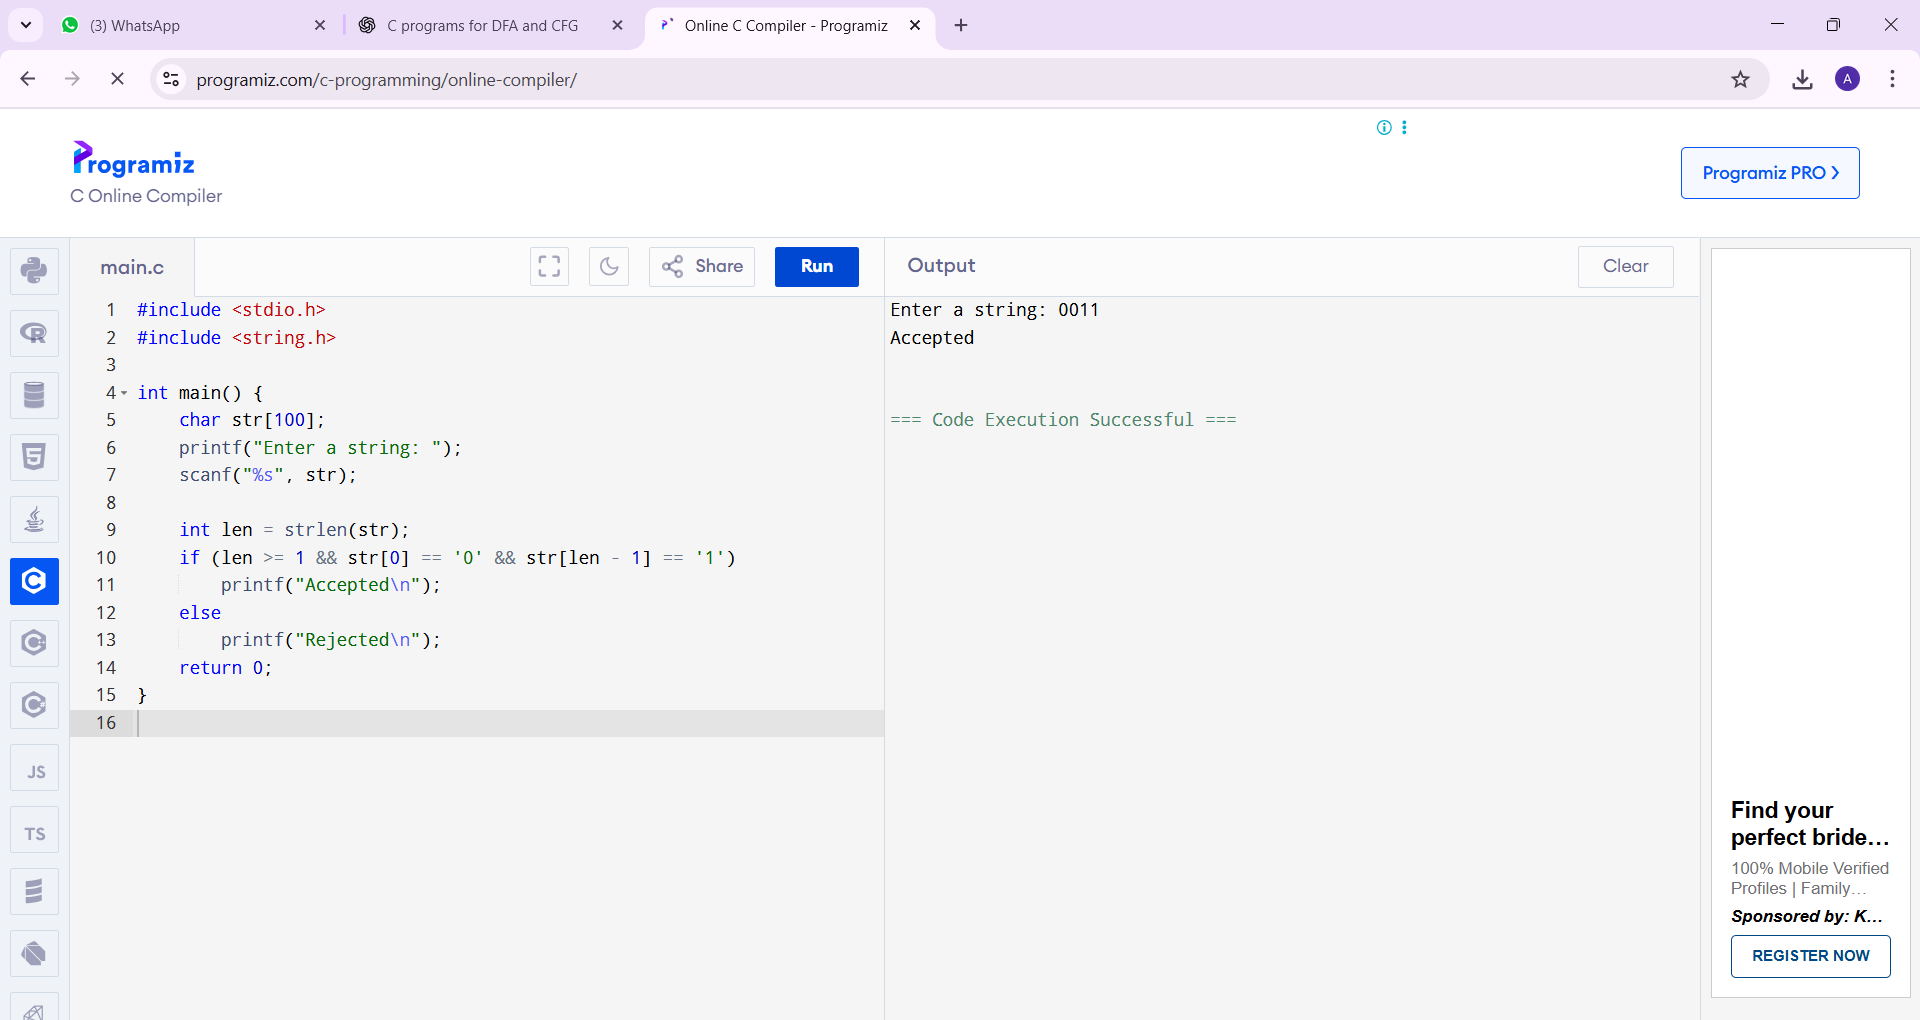 (3) WhatsApp
C programs for DFA and CFG
Online C Compiler - Programiz
programiz.com/c-programming/online-compiler/
A
Programiz
C Online Compiler
Programiz PRO
main.c
Share
Run
Output
Clear
1 #include <stdio.h>
2 #include <string.h>
3
4 int main() {
5     char str[100];
6     printf("Enter a string: ");
7     scanf("%s", str);
8
9     int len = strlen(str);
10     if (len >= 1 && str[0] == '0' && str[len - 1] == '1')
11         printf("Accepted\n");
12     else
13         printf("Rejected\n");
14     return 0;
15 }
16
Enter a string: 0011
Accepted
=== Code Execution Successful ===
R
5
C
C
C
JS
TS
Find your
perfect bride...
100% Mobile Verified
Profiles | Family...
Sponsored by: K...
REGISTER NOW